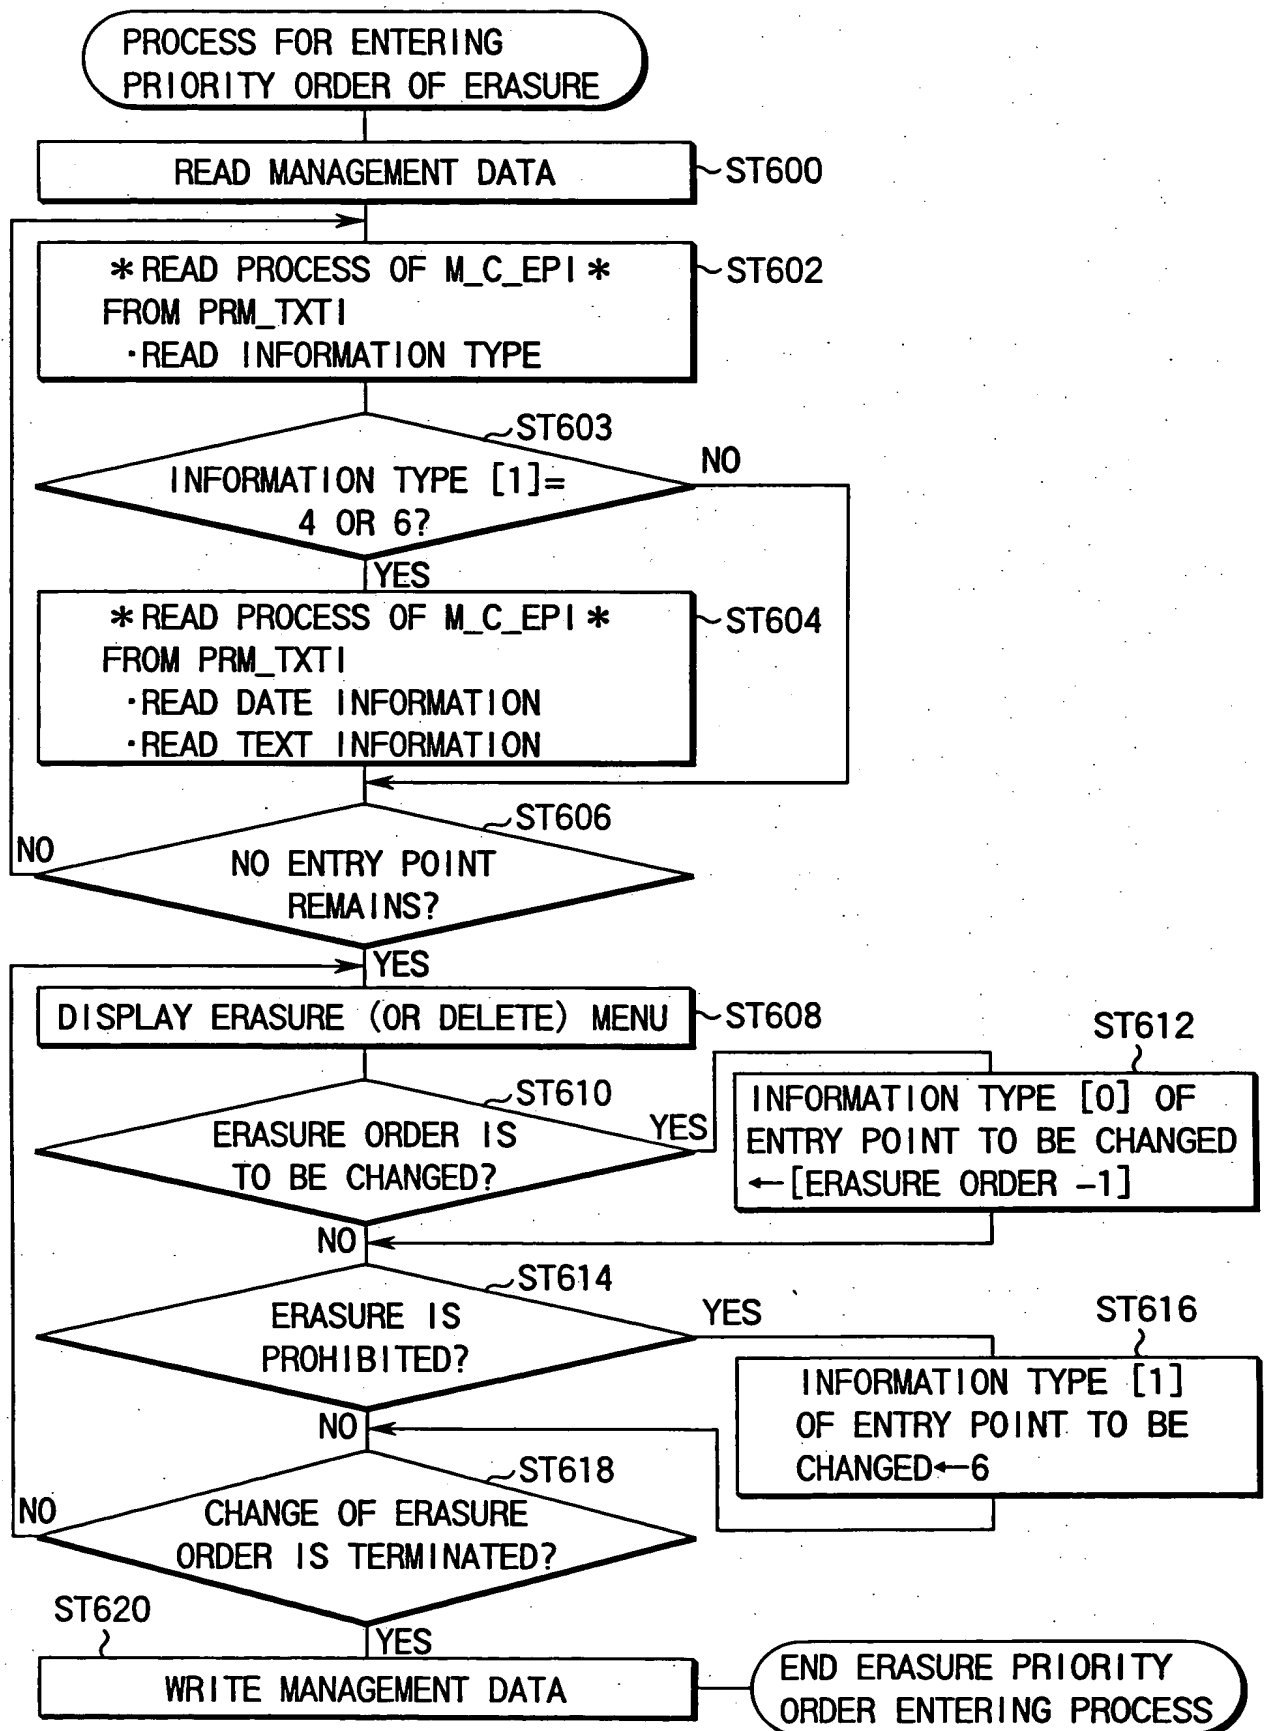 PROCESS FOR ENTERING
PRIORITY ORDER OF ERASURE
READ MANAGEMENT DATA
ST600
*READ PROCESS OF M_C_EPI*
FROM PRM_TXTI
·READ INFORMATION TYPE
ST602
ST603
INFORMATION TYPE [1]=
4 OR 6?
NO
YES
*READ PROCESS OF M_C_EPI*
FROM PRM_TXTI
·READ DATE INFORMATION
·READ TEXT INFORMATION
ST604
ST606
NO ENTRY POINT
REMAINS?
NO
YES
DISPLAY ERASURE (OR DELETE) MENU
ST608
ST610
ERASURE ORDER IS
TO BE CHANGED?
YES
ST612
INFORMATION TYPE [0] OF
ENTRY POINT TO BE CHANGED
←[ERASURE ORDER -1]
NO
ST614
ERASURE IS
PROHIBITED?
YES
ST616
INFORMATION TYPE [1]
OF ENTRY POINT TO BE
CHANGED←6
NO
ST618
CHANGE OF ERASURE
ORDER IS TERMINATED?
NO
YES
ST620
WRITE MANAGEMENT DATA
END ERASURE PRIORITY
ORDER ENTERING PROCESS